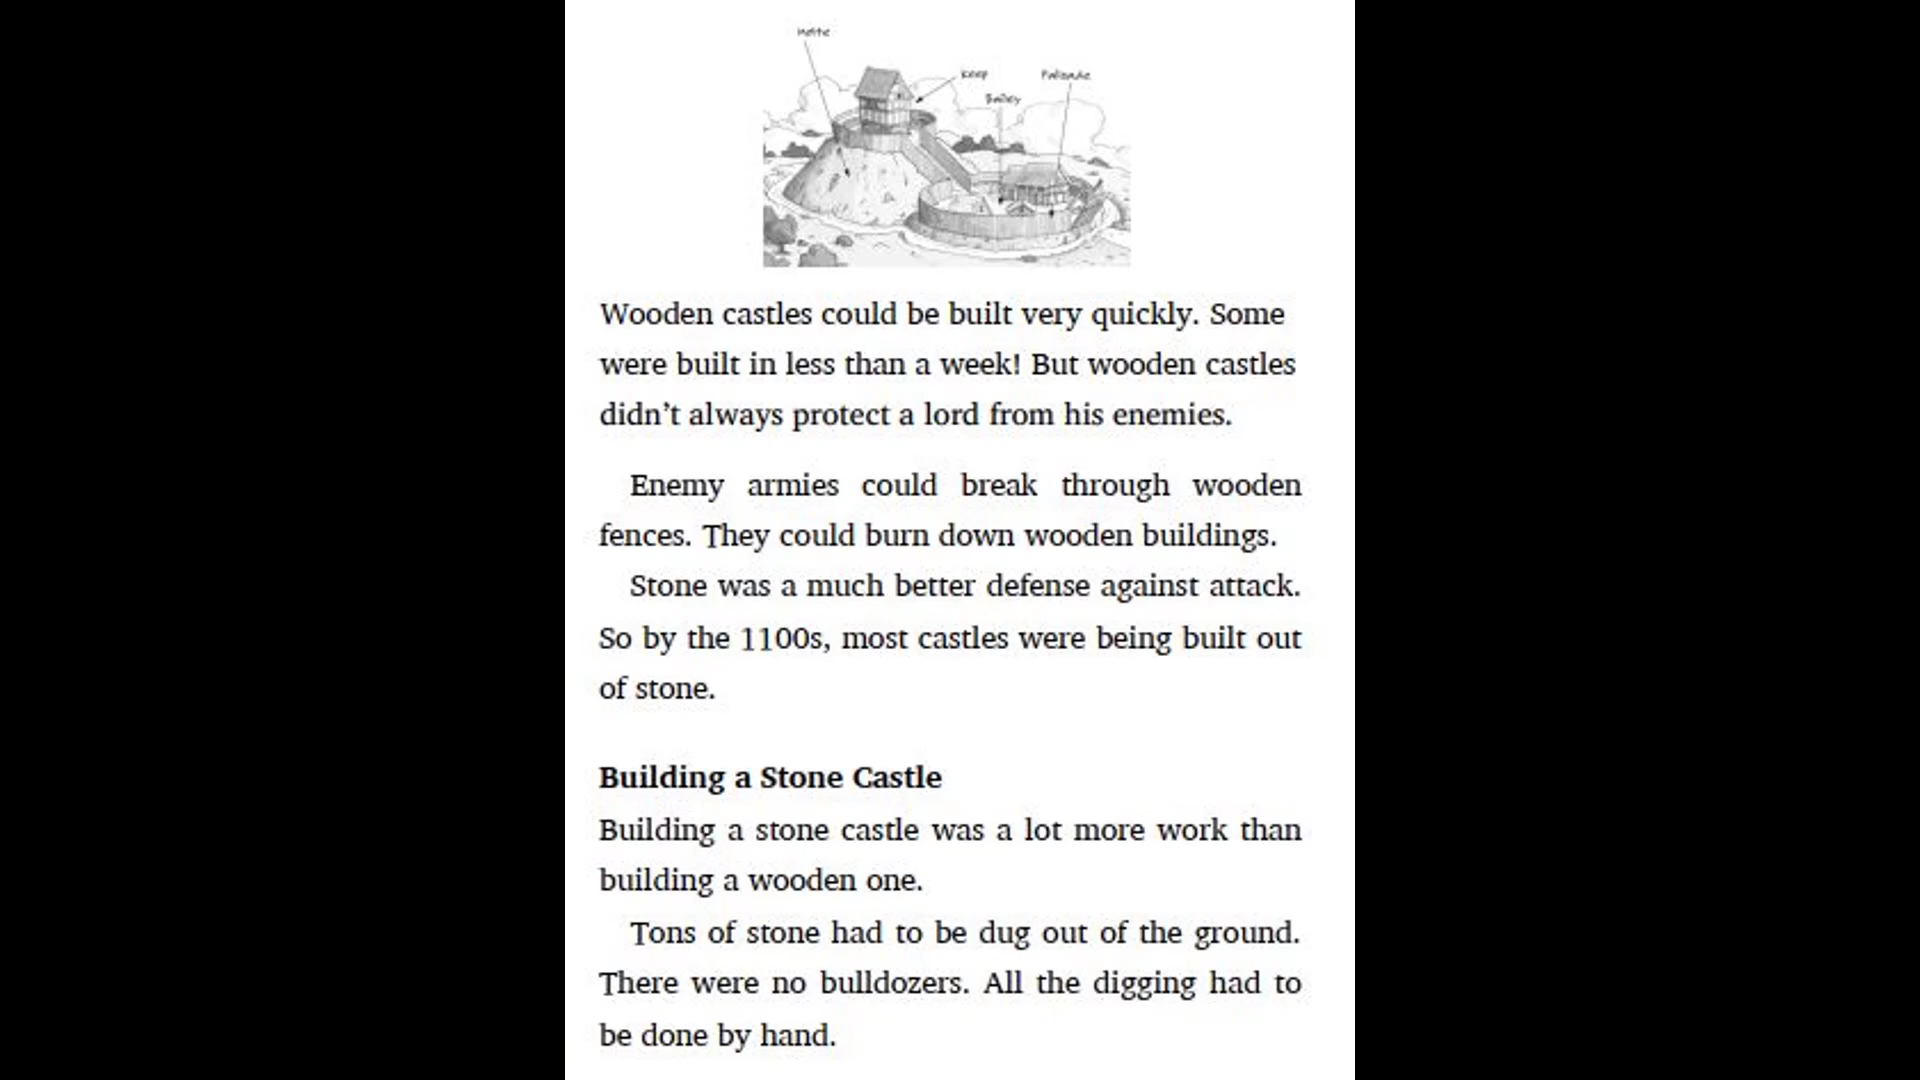 Motte
Keep
Palisade
Bailey
Wooden castles could be built very quickly. Some
were built in less than a week! But wooden castles
didn’t always protect a lord from his enemies.
Enemy armies could break through wooden
fences. They could burn down wooden buildings.
Stone was a much better defense against attack.
So by the 1100s, most castles were being built out
of stone.
Building a Stone Castle
Building a stone castle was a lot more work than
building a wooden one.
Tons of stone had to be dug out of the ground.
There were no bulldozers. All the digging had to
be done by hand.